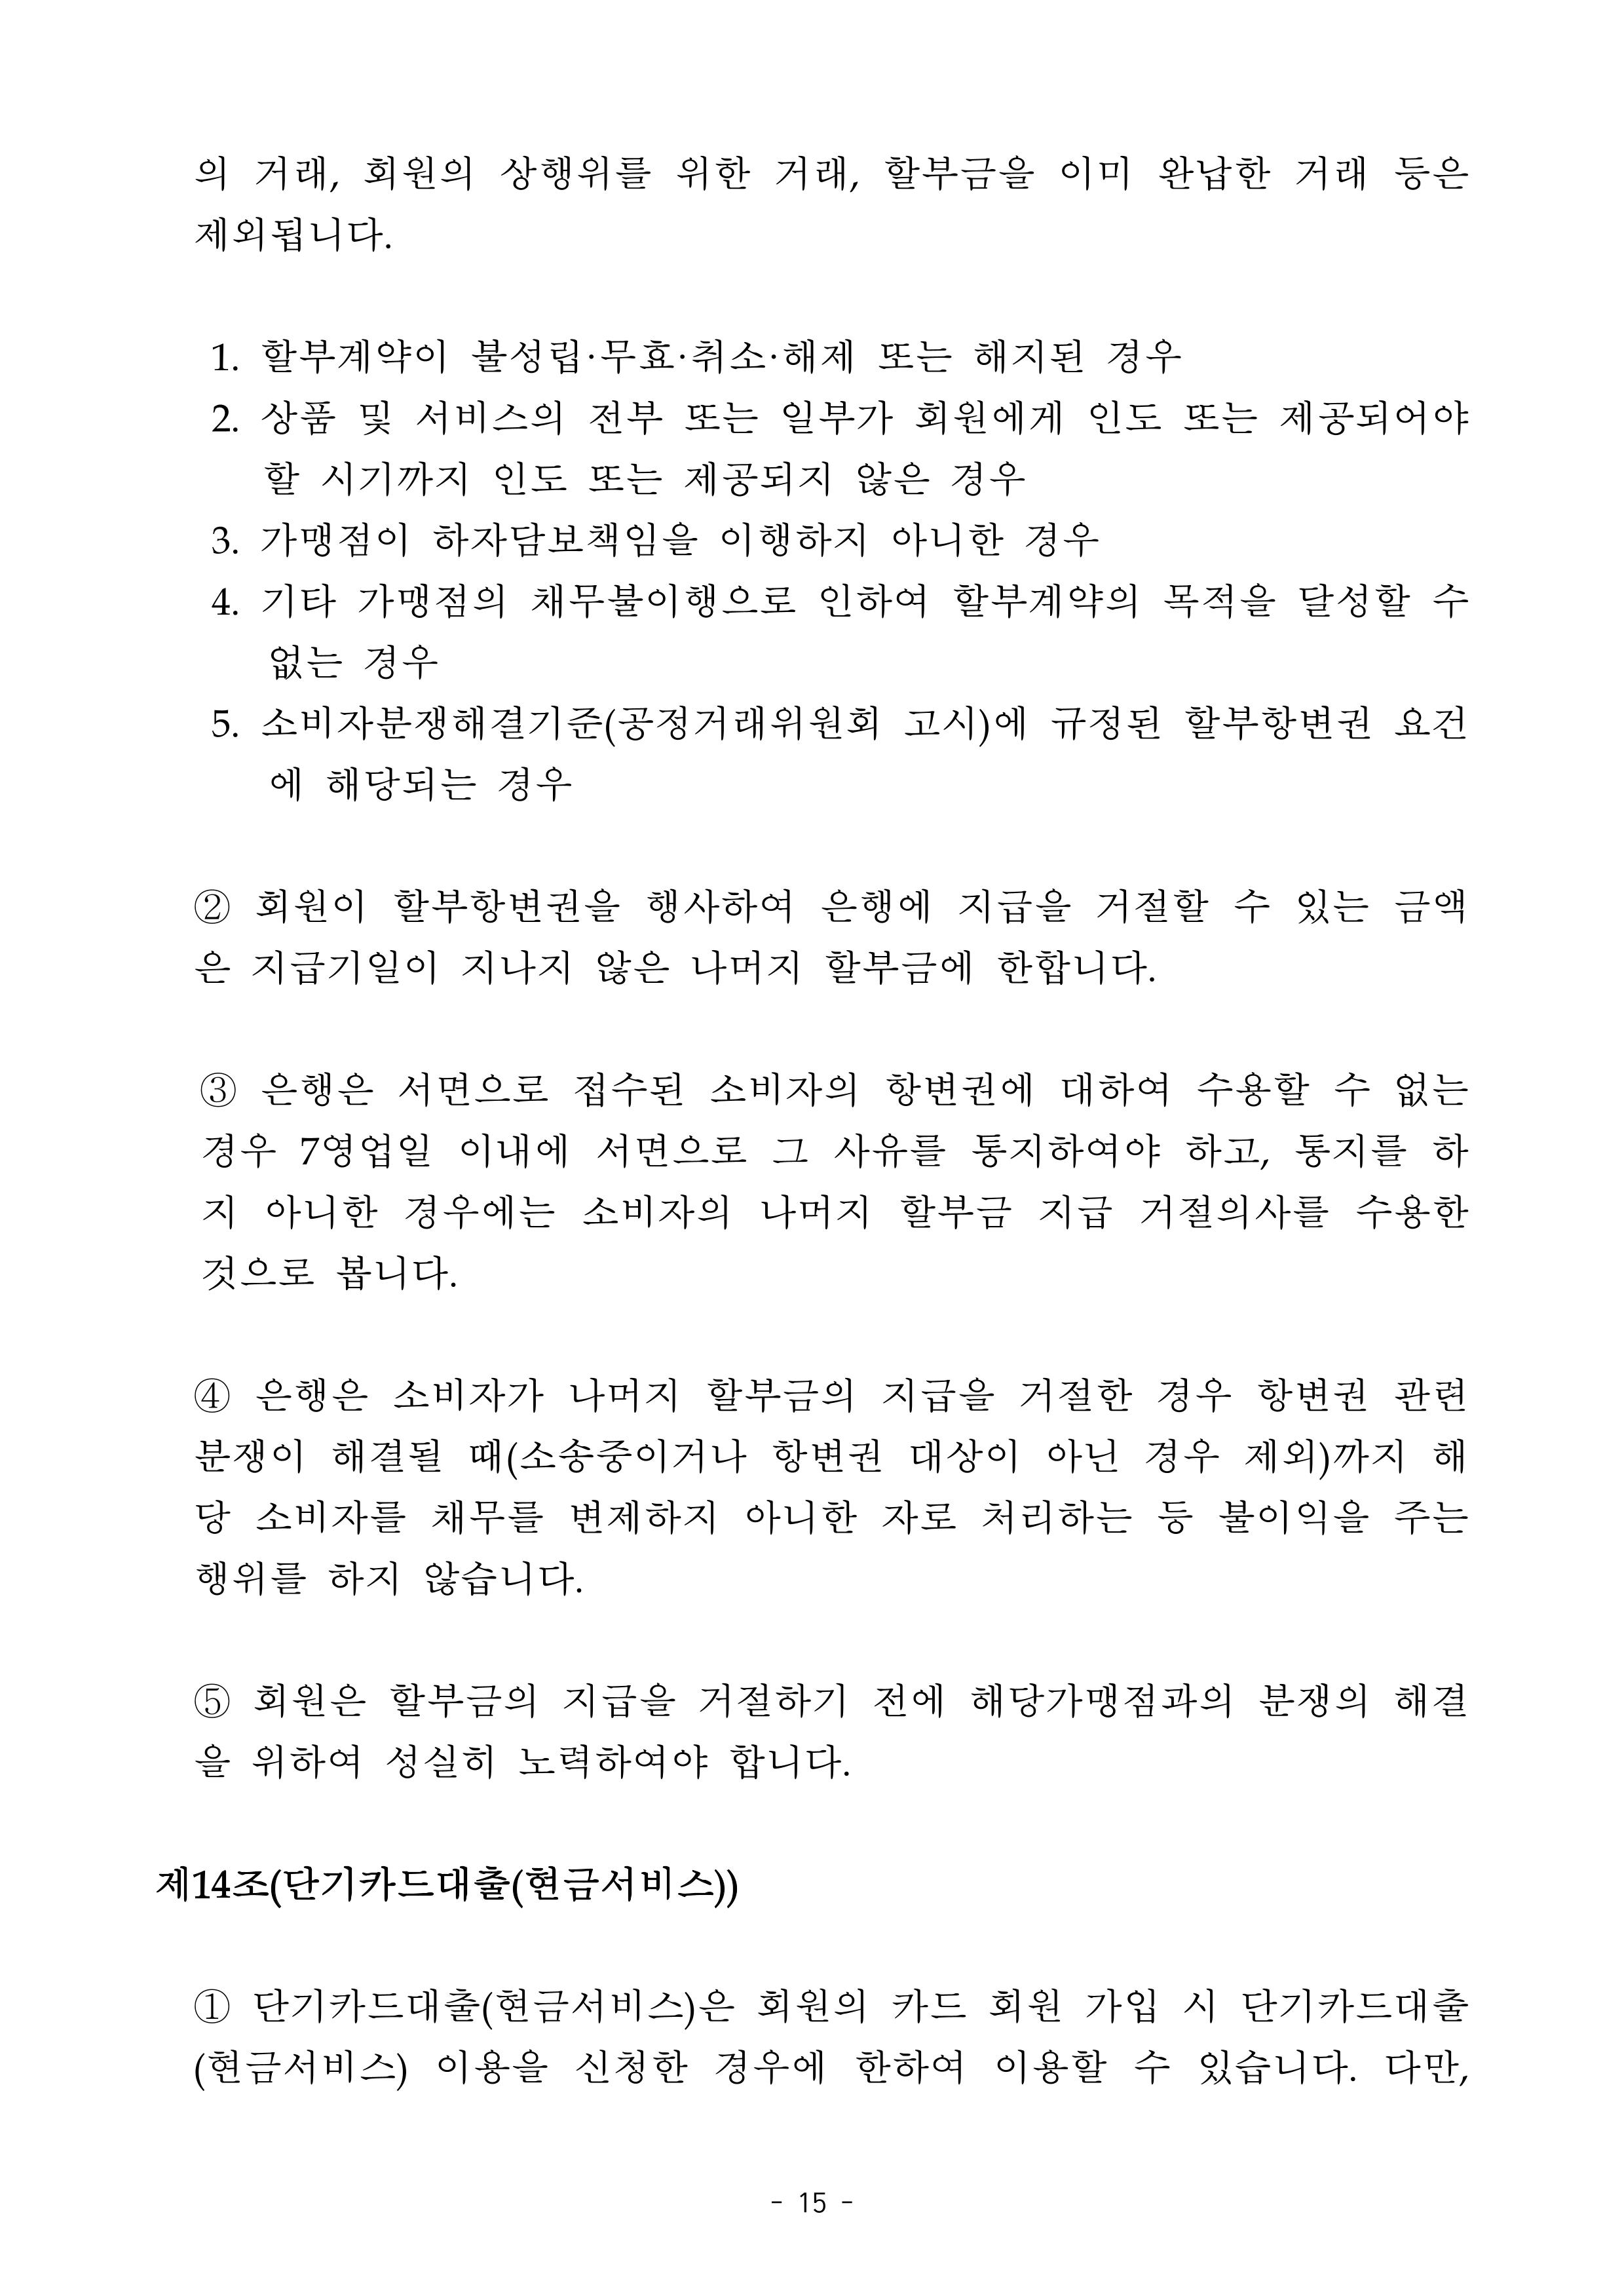 의 거래, 회원의 상행위를 위한 거래, 할부금을 이미 완납한 거래 등은
제외됩니다.
1. 할부계약이 불성립·무효·취소·해제 또는 해지된 경우
2. 상품 및 서비스의 전부 또는 일부가 회원에게 인도 또는 제공되어야
할 시기까지 인도 또는 제공되지 않은 경우
3. 가맹점이 하자담보책임을 이행하지 아니한 경우
4. 기타 가맹점의 채무불이행으로 인하여 할부계약의 목적을 달성할 수
없는 경우
5. 소비자분쟁해결기준(공정거래위원회 고시)에 규정된 할부항변권 요건
에 해당되는 경우
② 회원이 할부항변권을 행사하여 은행에 지급을 거절할 수 있는 금액
은 지급기일이 지나지 않은 나머지 할부금에 한합니다.
③ 은행은 서면으로 접수된 소비자의 항변권에 대하여 수용할 수 없는
경우 7영업일 이내에 서면으로 그 사유를 통지하여야 하고, 통지를 하
지 아니한 경우에는 소비자의 나머지 할부금 지급 거절의사를 수용한
것으로 봅니다.
④ 은행은 소비자가 나머지 할부금의 지급을 거절한 경우 항변권 관련
분쟁이 해결될 때(소송중이거나 항변권 대상이 아닌 경우 제외)까지 해
당 소비자를 채무를 변제하지 아니한 자로 처리하는 등 불이익을 주는
행위를 하지 않습니다.
⑤ 회원은 할부금의 지급을 거절하기 전에 해당가맹점과의 분쟁의 해결
을 위하여 성실히 노력하여야 합니다.
제14조(단기카드대출(현금서비스))
① 단기카드대출(현금서비스)은 회원의 카드 회원 가입 시 단기카드대출
(현금서비스) 이용을 신청한 경우에 한하여 이용할 수 있습니다. 다만,
- 15 -